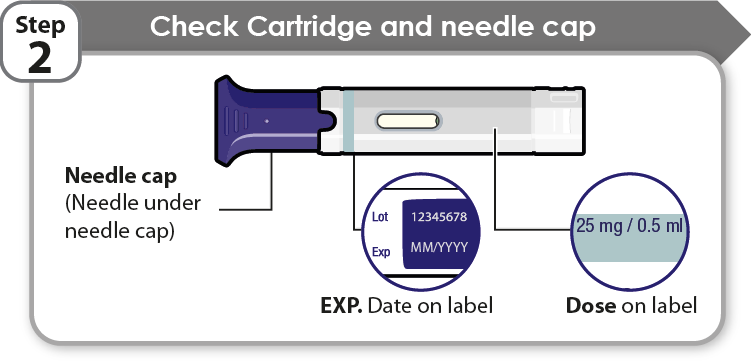 Step
2
Check Cartridge and needle cap
Needle cap
(Needle under
needle cap)
Lot 12345678
Exp MM/YYYY
EXP. Date on label
25 mg / 0.5 ml
Dose on label